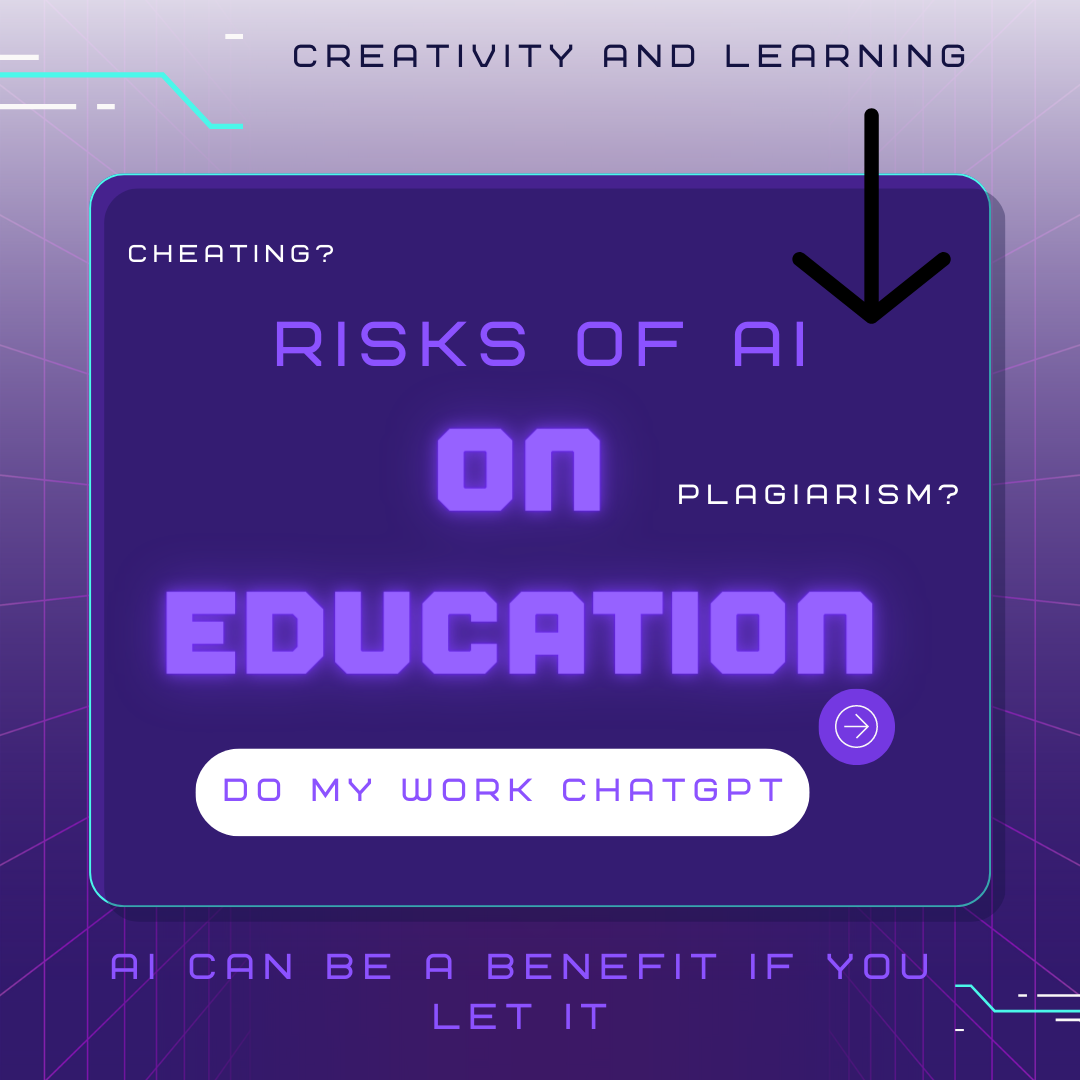 CREATIVITY AND LEARNING
CHEATING?
RISKS OF AI
ON
PLAGIARISM?
EDUCATION
DO MY WORK CHATGPT
AI CAN BE A BENEFIT IF YOU
LET IT